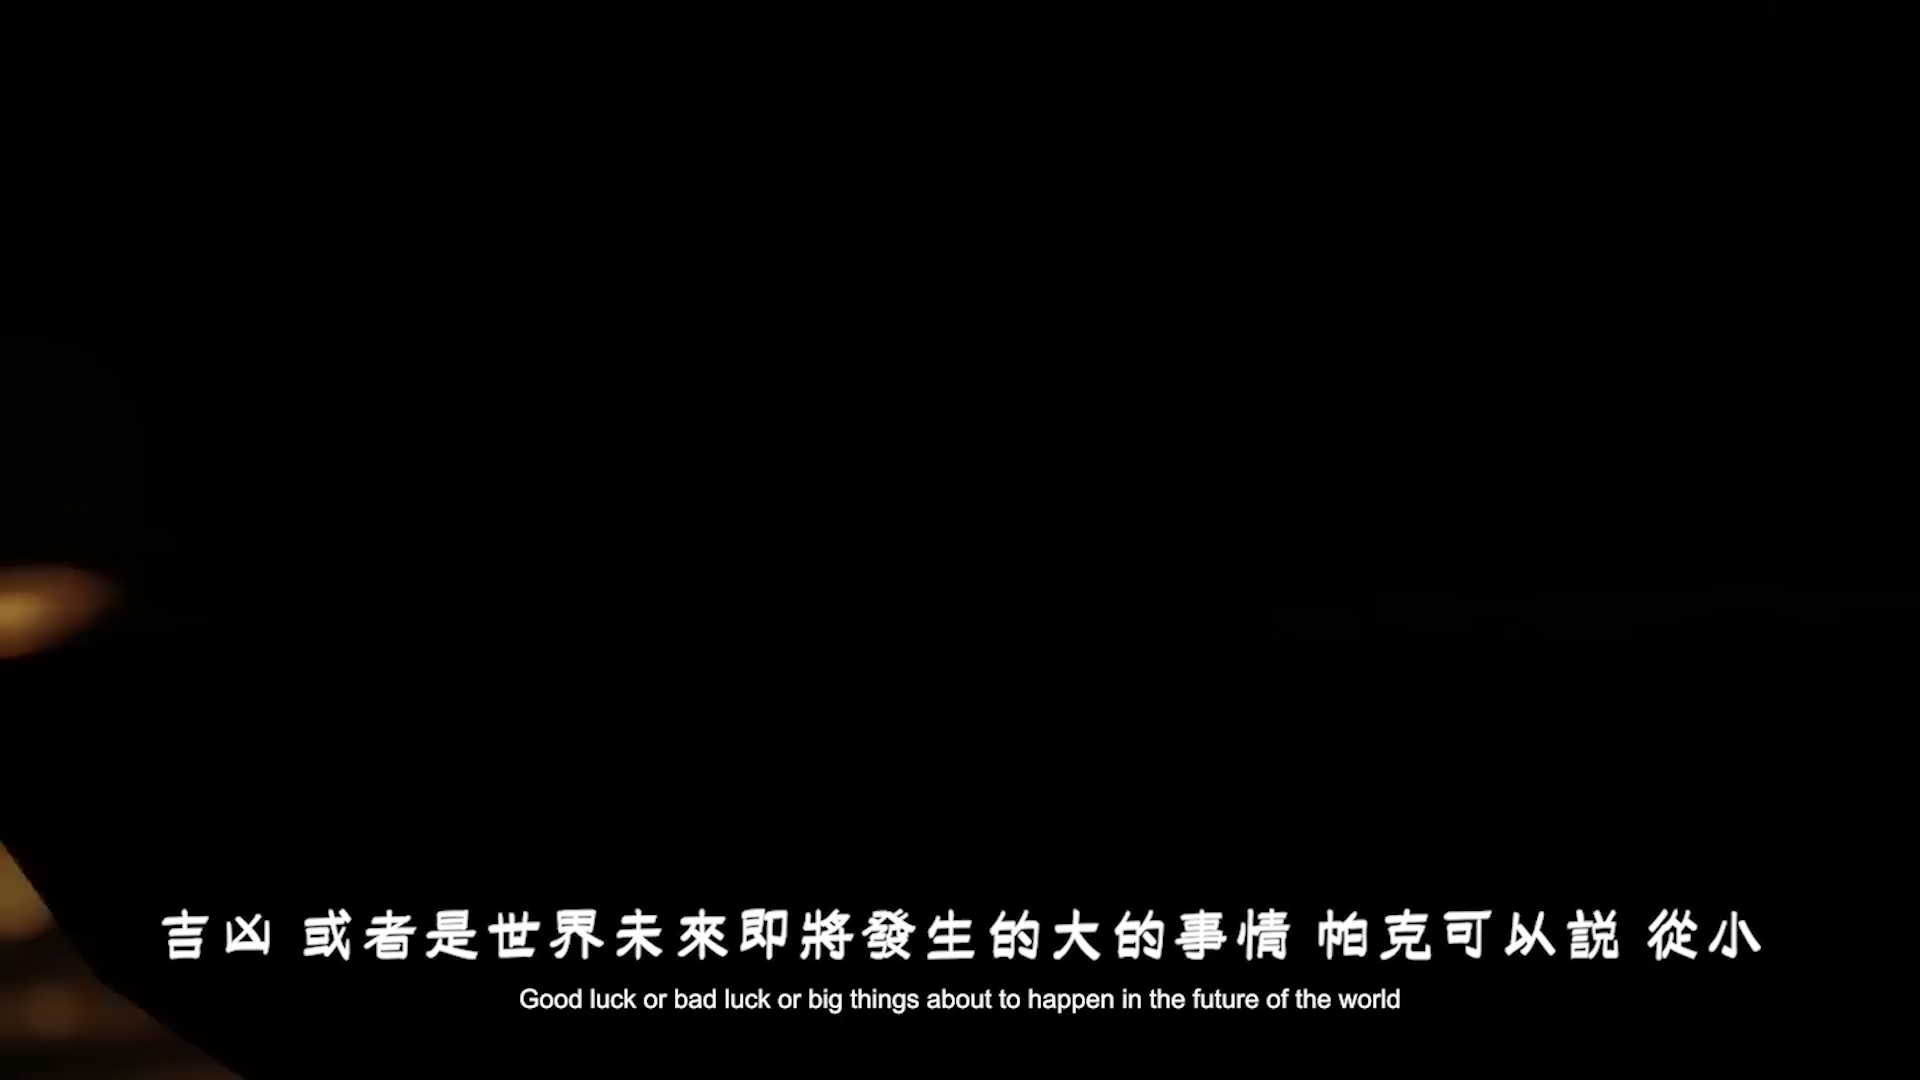 吉凶 或者是世界未來即將發生的大的事情 帕克可以説 從小
Good luck or bad luck or big things about to happen in the future of the world